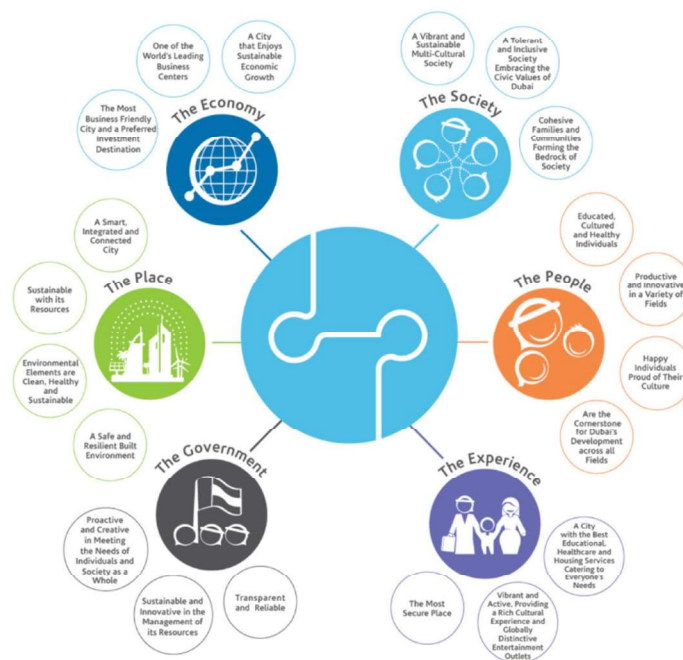 The Economy
The Most
Business Friendly
City and a Preferred
Investment
Destination
One of the
World's Leading
Business
Centers
A City
that Enjoys
Sustainable
Economic
Growth
The Society
A Vibrant and
Sustainable
Multi-Cultural
Society
A Tolerant
and Inclusive
Society
Embracing the
Civic Values of
Dubai
Cohesive
Families and
Communities
Forming the
Bedrock of
Society
The Place
A Smart,
Integrated and
Connected
City
Sustainable
with its
Resources
Environmental
Elements are
Clean, Healthy
and
Sustainable
A Safe and
Resilient Built
Environment
The People
Educated,
Cultured
and Healthy
Individuals
Productive
and Innovative
in a Variety of
Fields
Happy
Individuals
Proud of Their
Culture
Are the
Cornerstone
for Dubai's
Development
across all
Fields
The Government
Proactive
and Creative
in Meeting
the Needs of
Individuals and
Society as a
Whole
Sustainable and
Innovative in the
Management of
its Resources
Transparent
and Reliable
The Experience
The Most
Secure Place
Vibrant and
Active, Providing
a Rich Cultural
Experience and
Globally
Distinctive
Entertainment
Outlets
A City
with the Best
Educational,
Healthcare and
Housing Services
Catering to
Everyone's
Needs